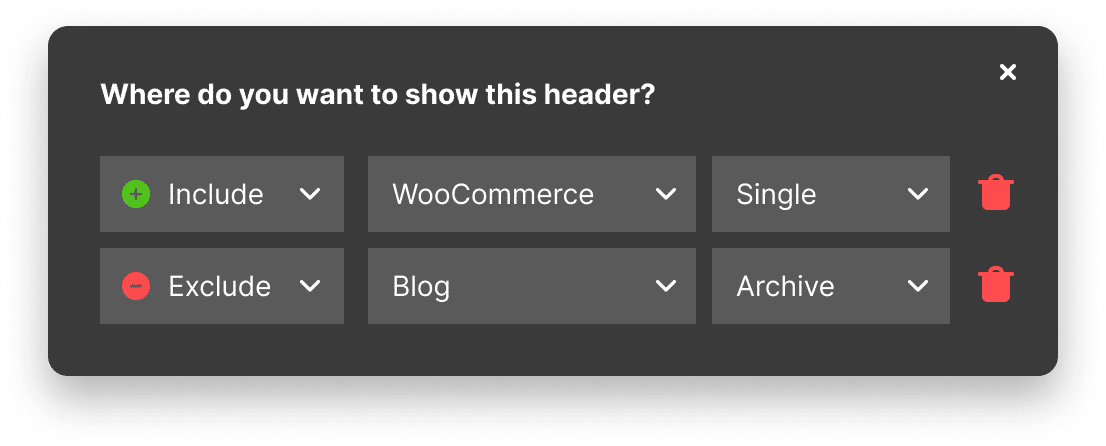 Where do you want to show this header?
Include WooCommerce Single
Exclude Blog Archive